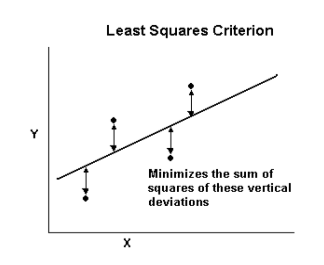 Least Squares Criterion
Y
Minimizes the sum of
squares of these vertical
deviations
X